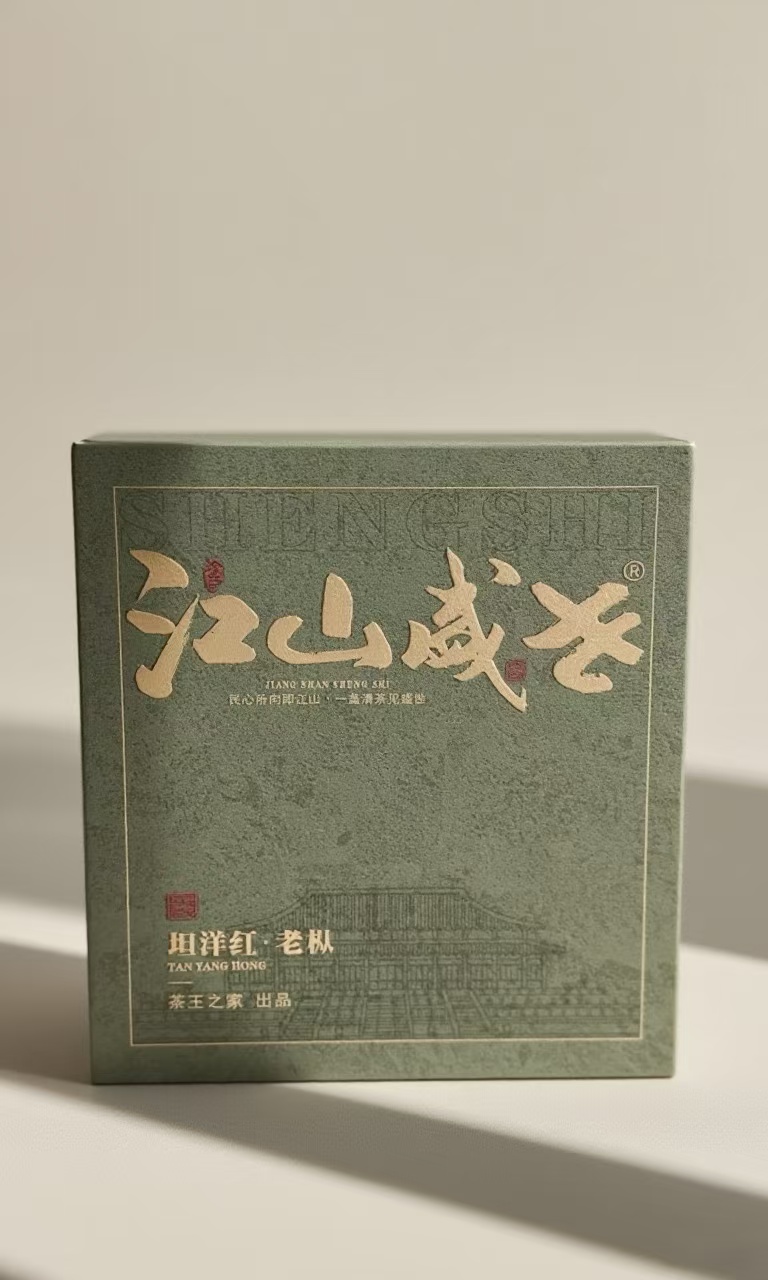 SHENGSHI
江山盛世®
JIANG SHAN SHENG SHI
民心所向即江山·一盏清茶见盛世
坦洋红·老枞
TAN YANG HONG
茶王之家 出品